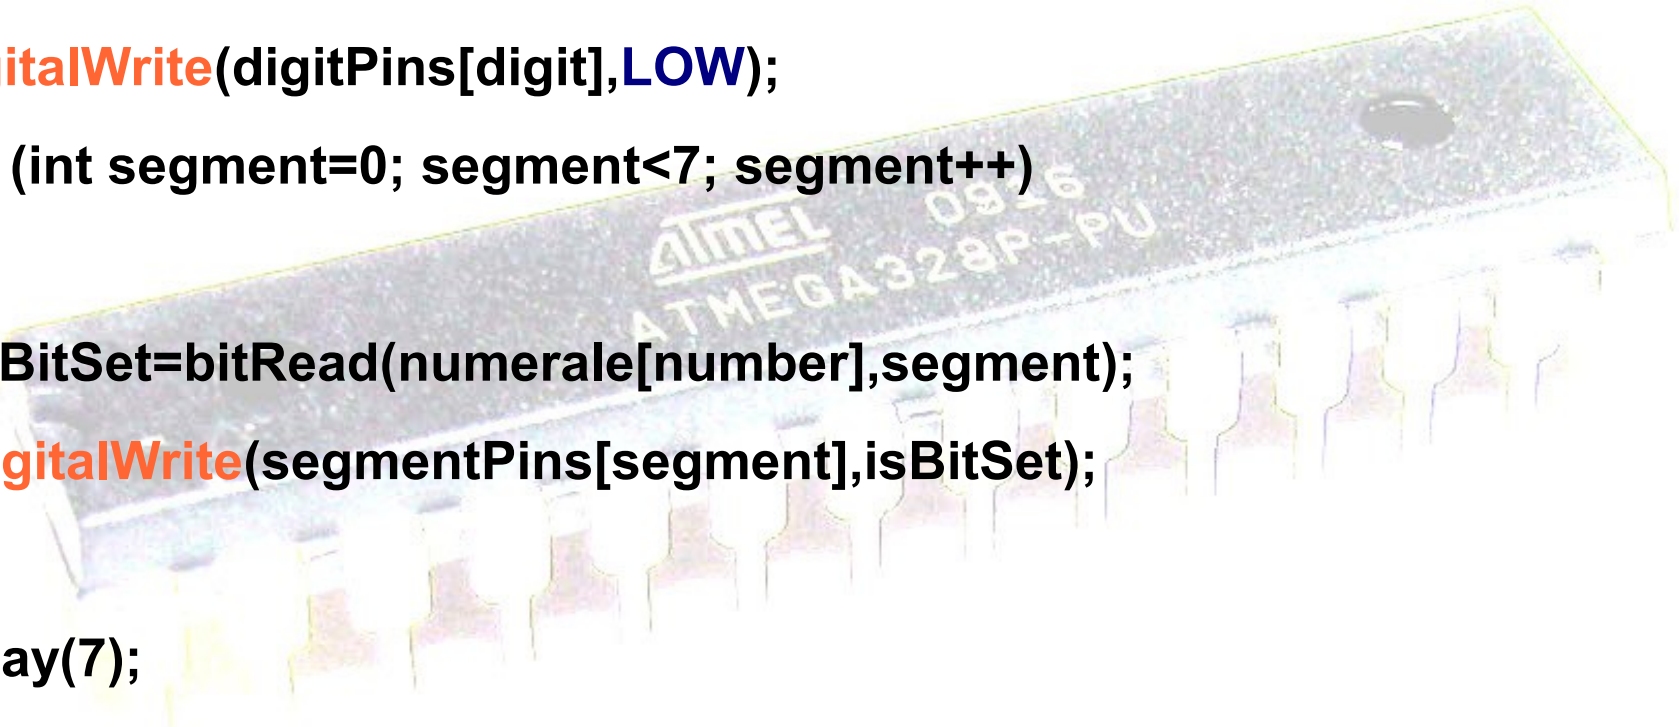 italWrite(digitPins[digit],LOW);
(int segment=0; segment<7; segment++)
BitSet=bitRead(numerale[number],segment);
gitalWrite(segmentPins[segment],isBitSet);
ay(7);
ATMEL 0916
ATMEGA328P-PU